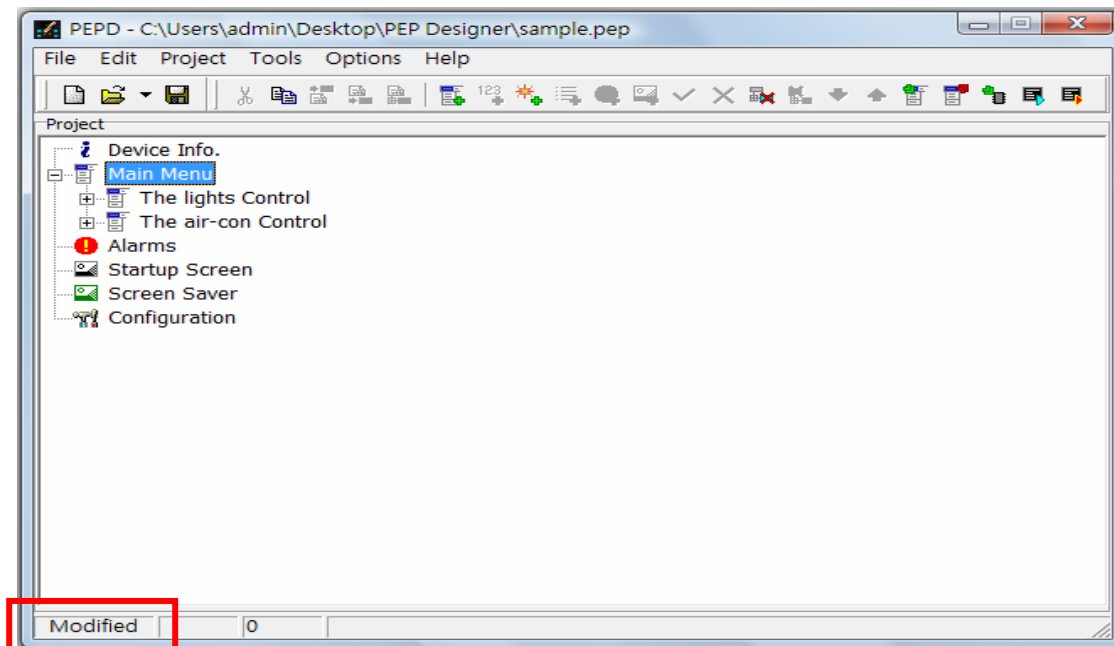 PEPD - C:\Users\admin\Desktop\PEP Designer\sample.pep
File Edit Project Tools Options Help
123
Project
Device Info.
Main Menu
The lights Control
The air-con Control
Alarms
Startup Screen
Screen Saver
Configuration
Modified 0